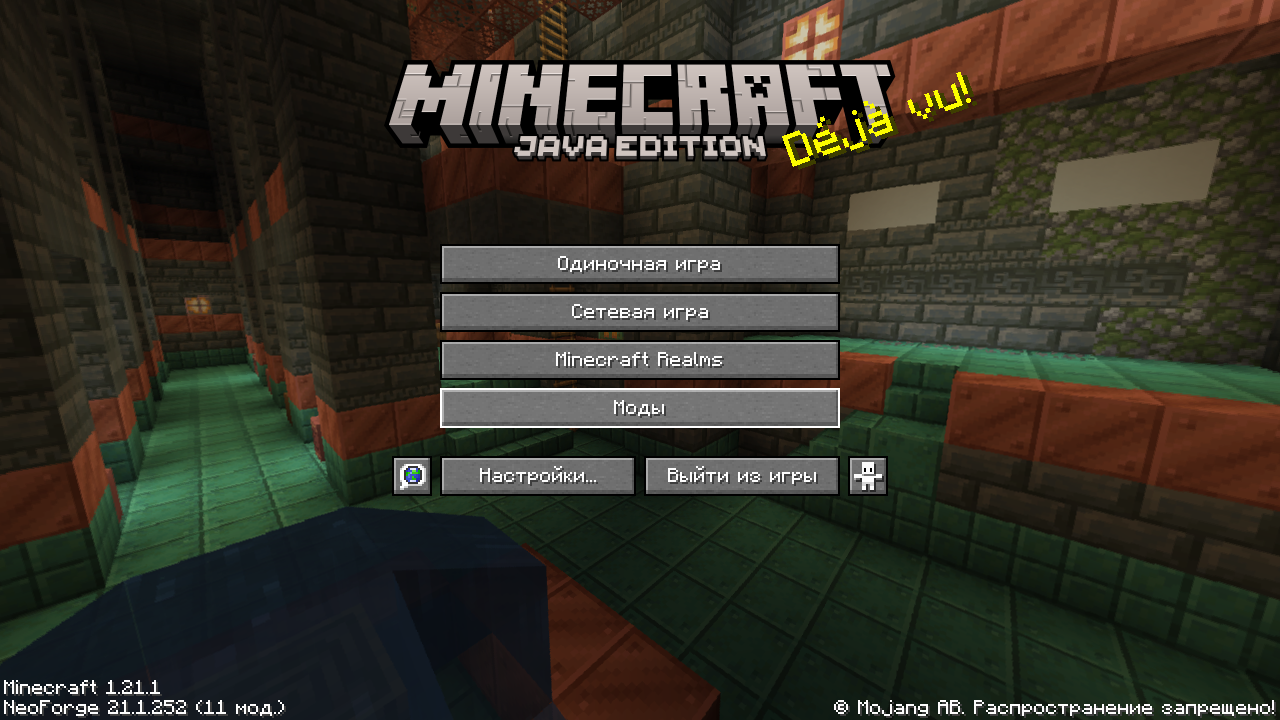 MINECRAFT
JAVA EDITION
Déjà vu!
Одиночная игра
Сетевая игра
Minecraft Realms
Моды
Настройки...
Выйти из игры
Minecraft 1.21.1
NeoForge 21.1.252 (11 мод.)
© Mojang AB. Распространение запрещено!